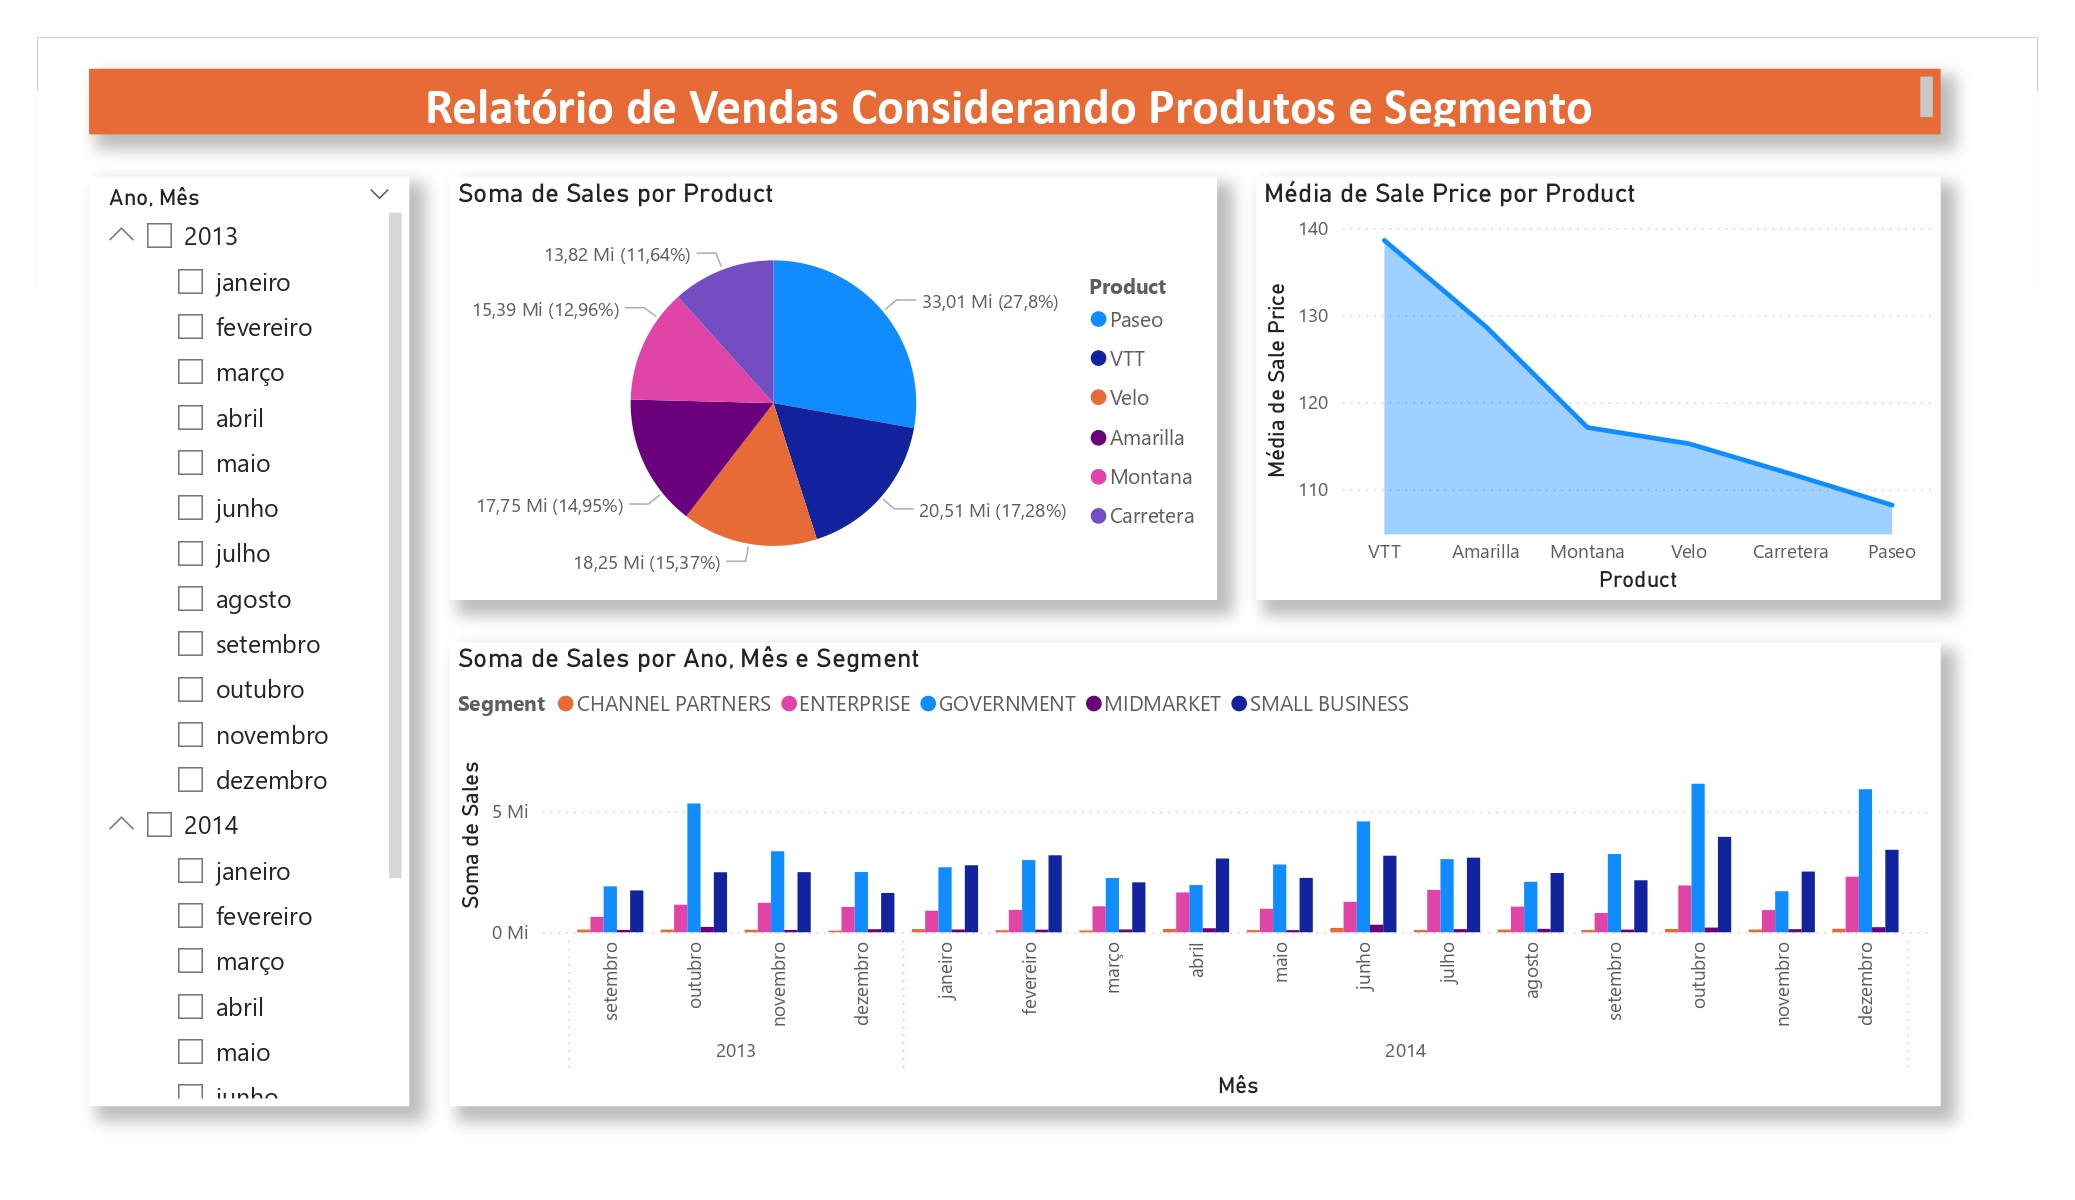 Relatório de Vendas Considerando Produtos e Segmento
Ano, Mês
2013
janeiro
fevereiro
março
abril
maio
junho
julho
agosto
setembro
outubro
novembro
dezembro
2014
janeiro
fevereiro
março
abril
maio
junho
Soma de Sales por Product
13,82 Mi (11,64%)
15,39 Mi (12,96%)
33,01 Mi (27,8%)
17,75 Mi (14,95%)
20,51 Mi (17,28%)
18,25 Mi (15,37%)
Product
Paseo
VTT
Velo
Amarilla
Montana
Carretera
Média de Sale Price por Product
Média de Sale Price
140
130
120
110
VTT Amarilla Montana Velo Carretera Paseo
Product
Soma de Sales por Ano, Mês e Segment
Segment CHANNEL PARTNERS ENTERPRISE GOVERNMENT MIDMARKET SMALL BUSINESS
Soma de Sales
5 Mi
0 Mi
setembro outubro novembro dezembro janeiro fevereiro março abril maio junho julho agosto setembro outubro novembro dezembro
2013 2014
Mês